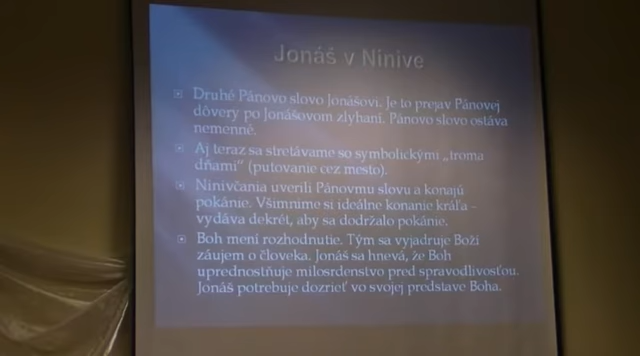 Jonáš v Ninive
Druhé Pánovo slovo Jonášovi. Je to prejav Pánovej
dôvery po Jonášovom zlyhaní. Pánovo slovo ostáva
nemenné.
Aj teraz sa stretávame so symbolickými „troma
dňami“ (putovanie cez mesto).
Ninivčania uverili Pánovmu slovu a konajú
pokánie. Všimnime si ideálne konanie kráľa -
vydáva dekrét, aby sa dodržalo pokánie.
Boh mení rozhodnutie. Tým sa vyjadruje Boží
záujem o človeka. Jonáš sa hnevá, že Boh
uprednostňuje milosrdenstvo pred spravodlivosťou.
Jonáš potrebuje dozrieť vo svojej predstave Boha.